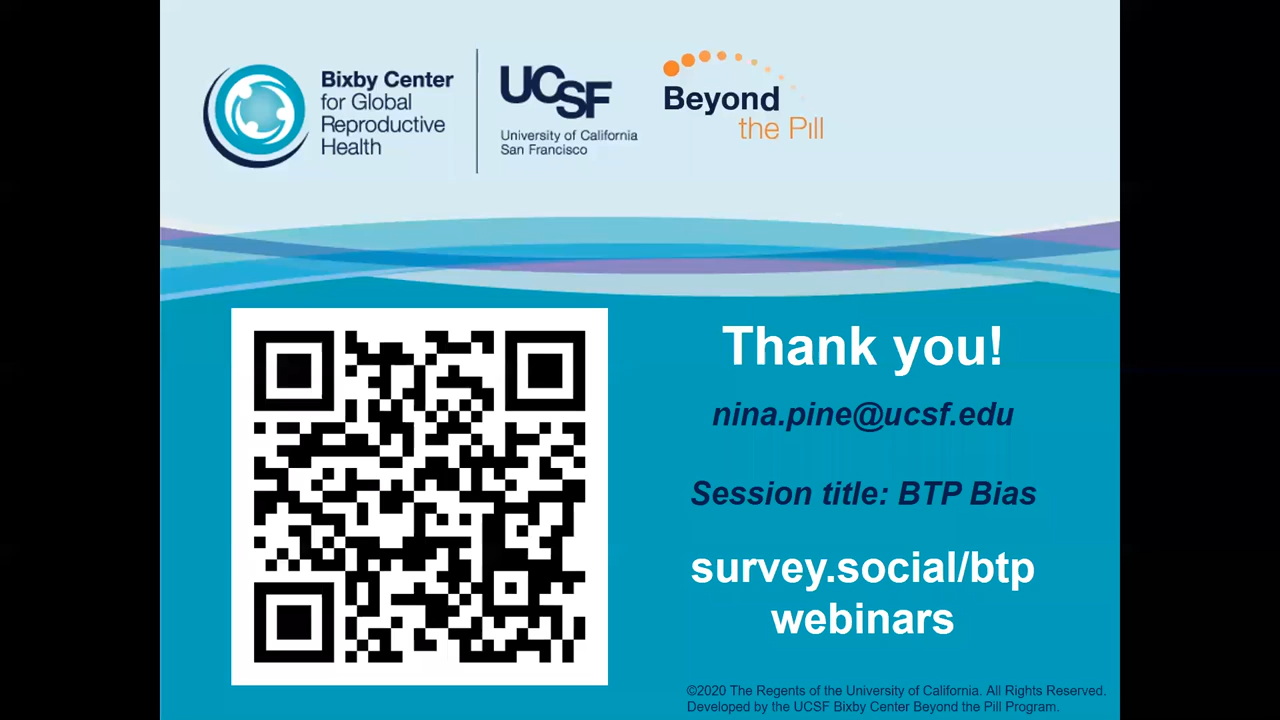 Bixby Center
for Global
Reproductive
Health
UCSF
University of California
San Francisco
Beyond
the Pill
Thank you!
nina.pine@ucsf.edu
Session title: BTP Bias
survey.social/btp
webinars
©2020 The Regents of the University of California. All Rights Reserved.
Developed by the UCSF Bixby Center Beyond the Pill Program.